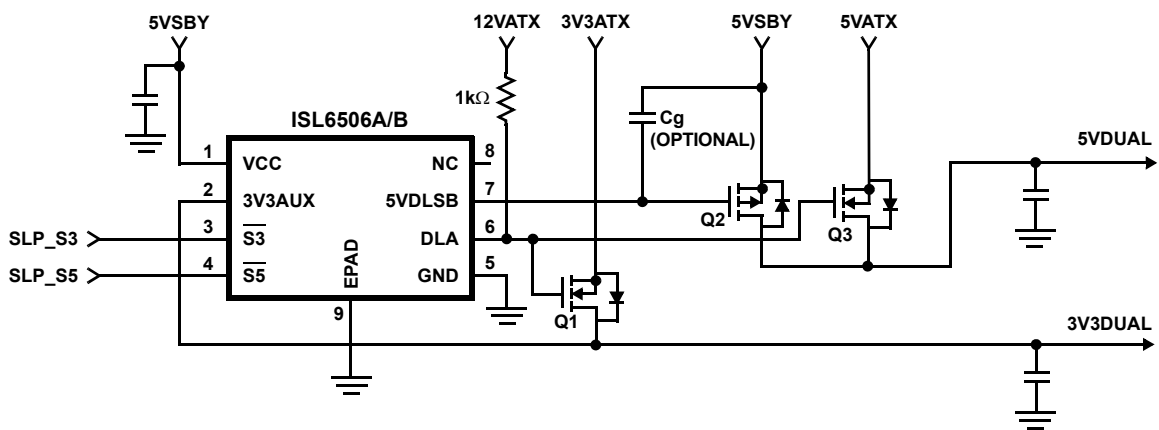 5VSBY
12VATX
3V3ATX
5VSBY
5VATX
1kΩ
ISL6506A/B
Cg
(OPTIONAL)
1
VCC
NC
8
5VDUAL
2
3V3AUX
5VDLSB
7
Q2
Q3
SLP_S3
3
S3
DLA
6
SLP_S5
4
S5
EPAD
GND
5
9
Q1
3V3DUAL